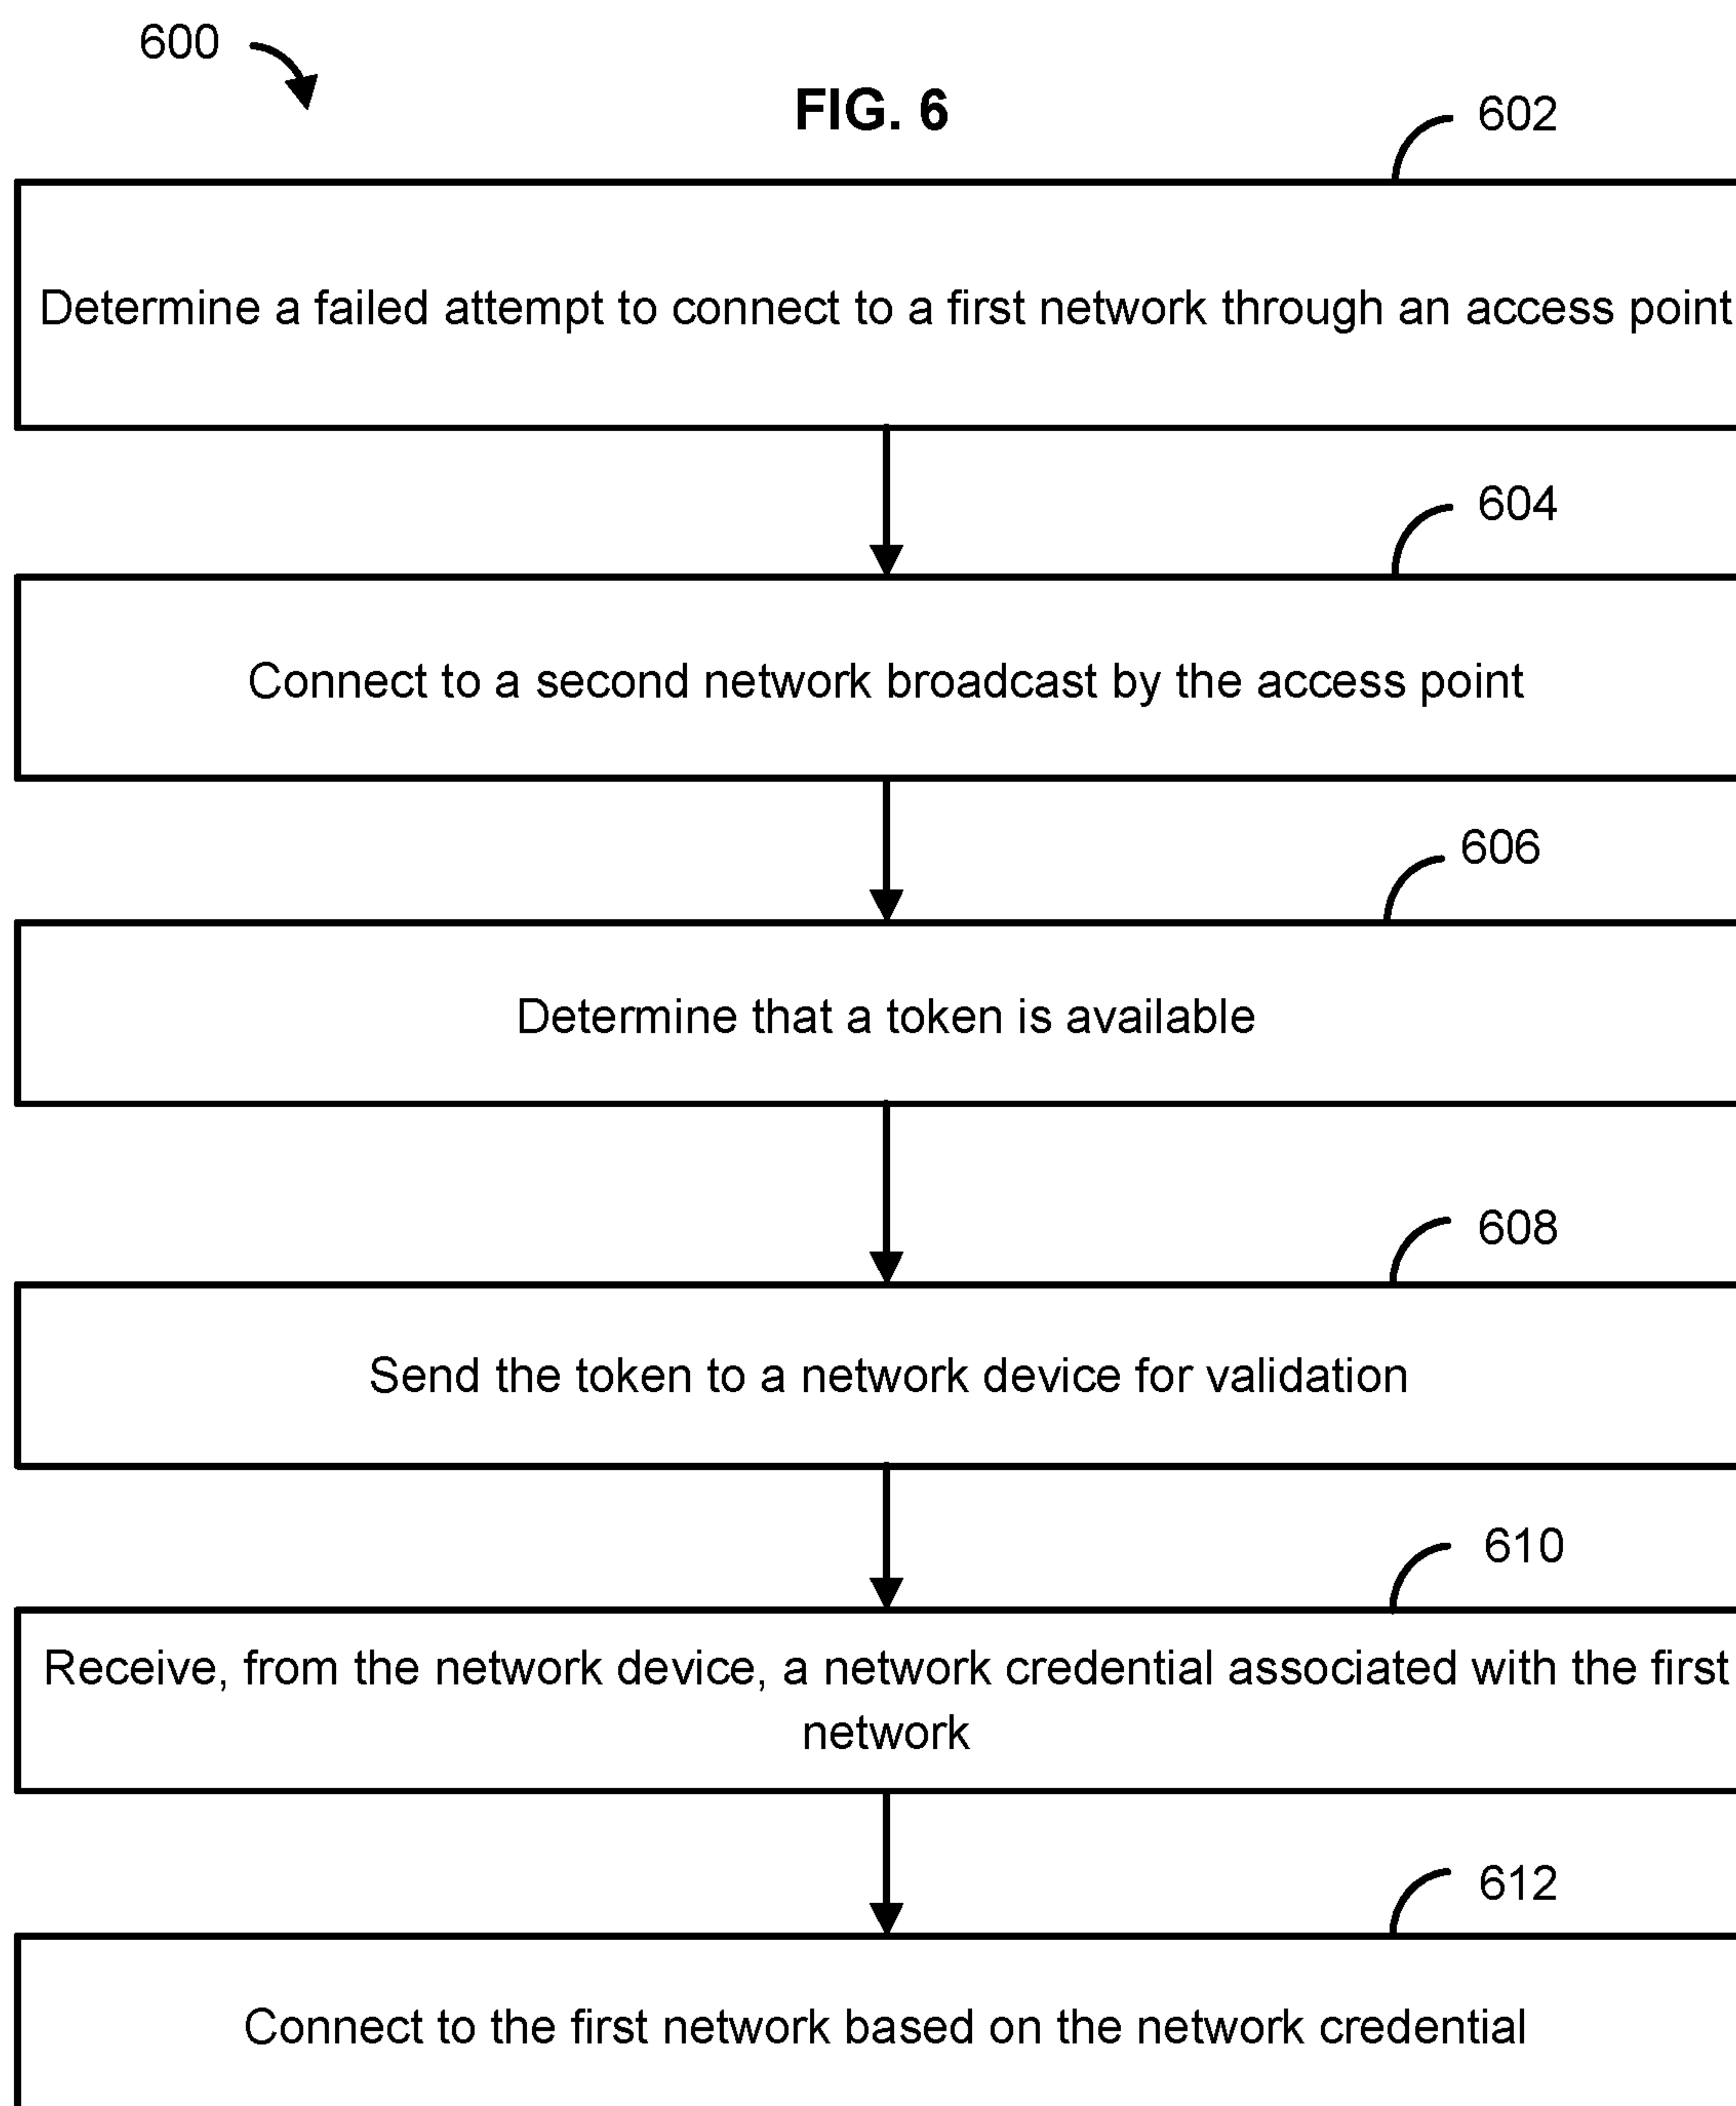 600
FIG. 6
602
Determine a failed attempt to connect to a first network through an access point
604
Connect to a second network broadcast by the access point
606
Determine that a token is available
608
Send the token to a network device for validation
610
Receive, from the network device, a network credential associated with the first
network
612
Connect to the first network based on the network credential